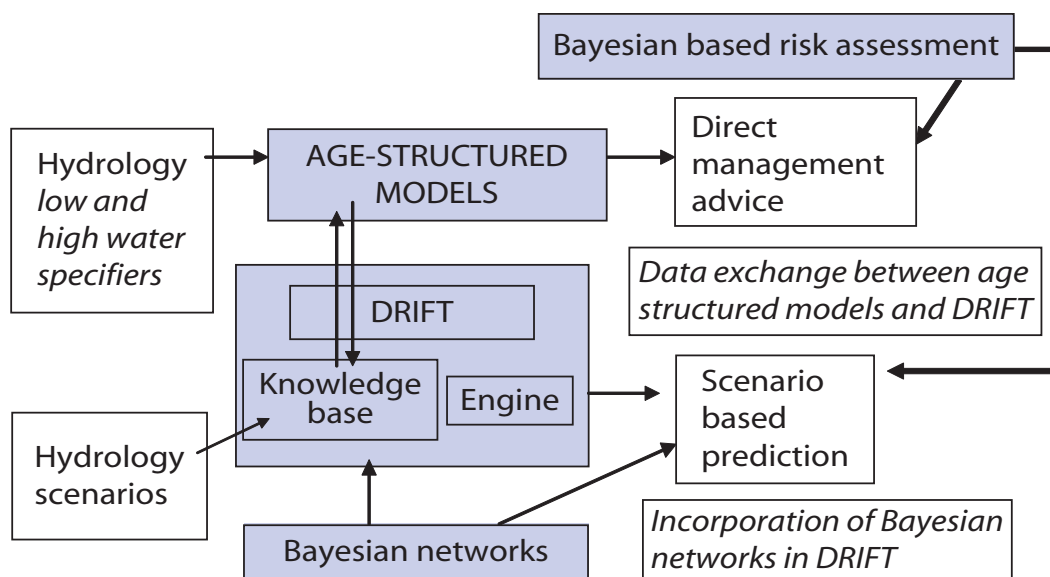 Bayesian based risk assessment
Hydrology
low and
high water
specifiers
AGE-STRUCTURED
MODELS
Direct
management
advice
Data exchange between age
structured models and DRIFT
DRIFT
Knowledge
base
Engine
Scenario
based
prediction
Hydrology
scenarios
Bayesian networks
Incorporation of Bayesian
networks in DRIFT